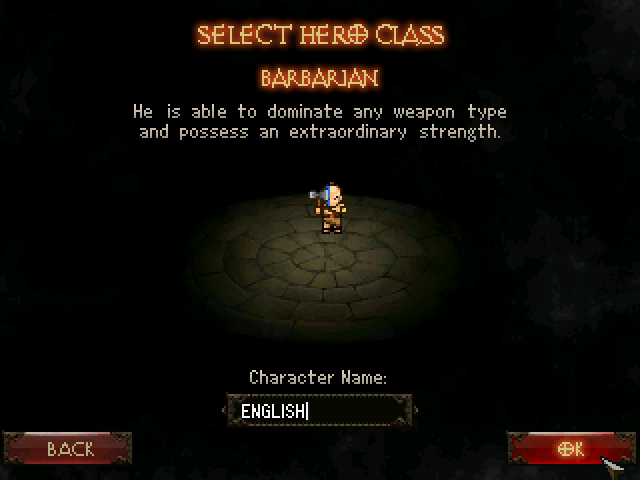 SELECT HERO CLASS
BARBARIAN
He is able to dominate any weapon type
and possess an extraordinary strength.
Character Name:
ENGLISH
BACK
OK